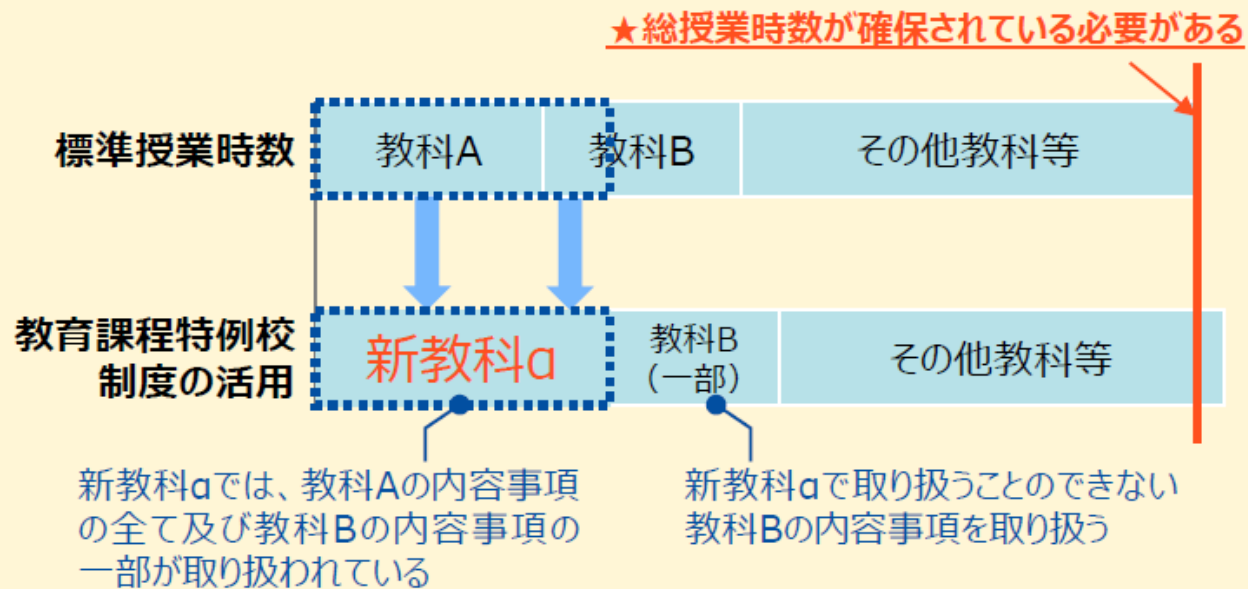 ★総授業時数が確保されている必要がある
標準授業時数
教科A
教科B
その他教科等
教育課程特例校
制度の活用
新教科α
教科B
（一部）
その他教科等
新教科αでは、教科Aの内容事項
の全て及び教科Bの内容事項の
一部が取り扱われている
新教科αで取り扱うことのできない
教科Bの内容事項を取り扱う